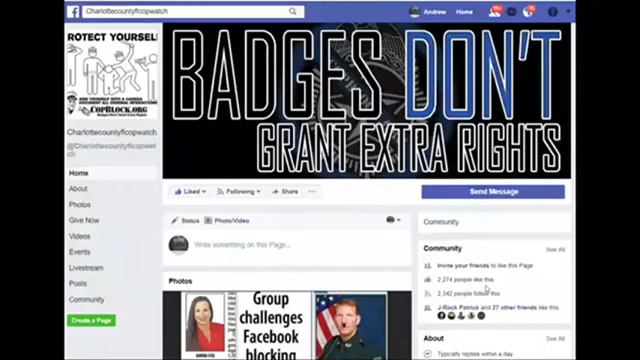 Charlottecountyflcopwatch
Andrew
Home
PROTECT YOURSELF
COPBLOCK.ORG
BADGES DON'T
GRANT EXTRA RIGHTS
Charlottecountyflcopwatch
@Charlottecountyflcopwat
ch
Liked
Following
Share
Send Message
Home
About
Photos
Give Now
Videos
Events
Livestream
Posts
Community
Create a Page
Status
Photo/Video
Write something on this Page...
Photos
Group
challenges
Facebook
blocking
Community
Community
See All
Invite your friends to like this Page
2,274 people like this
2,342 people follow this
J-Rock Patrick and 27 other friends like this
About
See All
Typically replies within a day